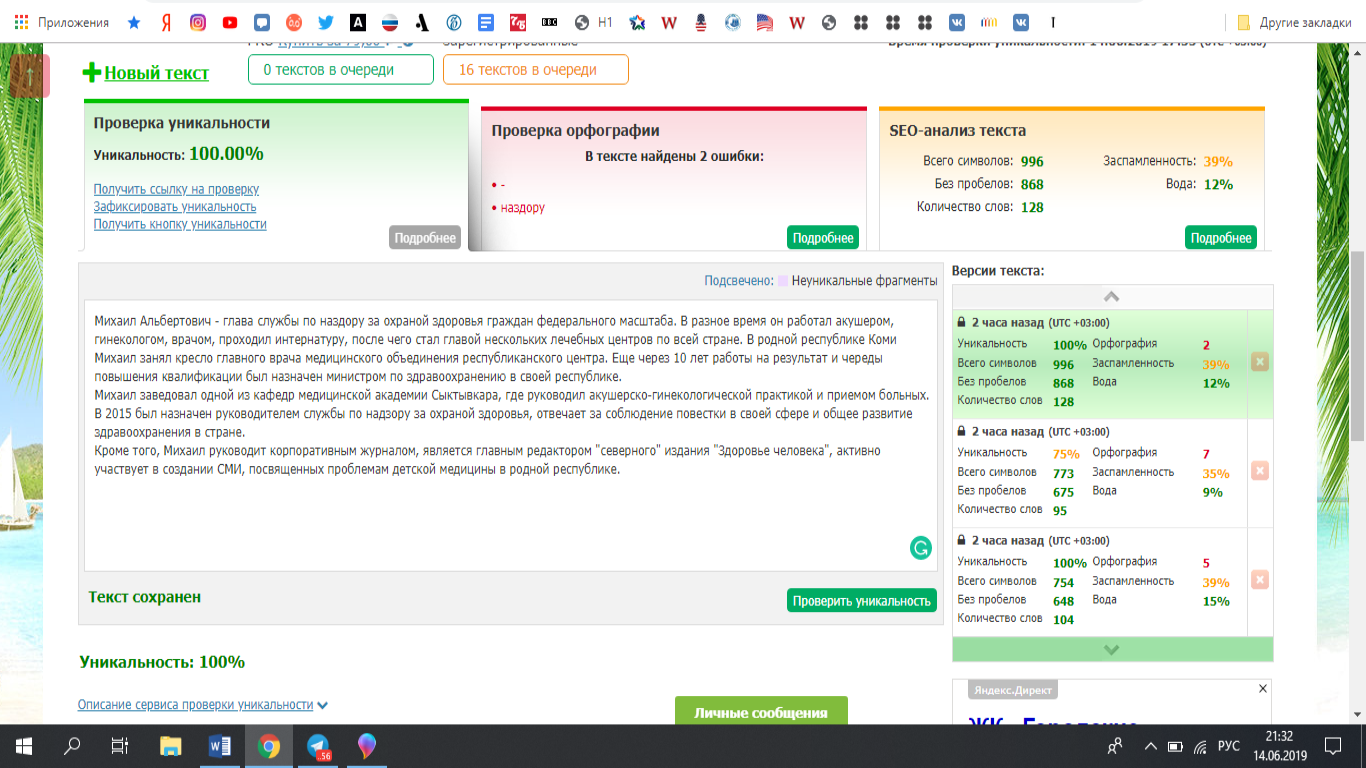 Приложения
H1
Другие закладки
Новый текст
0 текстов в очереди
Зарегистрированные
16 текстов в очереди
Проверка уникальности
Уникальность: 100.00%
Получить ссылку на проверку
Зафиксировать уникальность
Получить кнопку уникальности
Подробнее
Проверка орфографии
В тексте найдены 2 ошибки:
• -
• наздору
Подробнее
SEO-анализ текста
Всего символов: 996 Заспамленность: 39%
Без пробелов: 868 Вода: 12%
Количество слов: 128
Подробнее
Подсвечено: Неуникальные фрагменты
Михаил Альбертович - глава службы по наздору за охраной здоровья граждан федерального масштаба. В разное время он работал акушером,
гинекологом, врачом, проходил интернатуру, после чего стал главой нескольких лечебных центров по всей стране. В родной республике Коми
Михаил занял кресло главного врача медицинского объединения республиканского центра. Еще через 10 лет работы на результат и череды
повышения квалификации был назначен министром по здравоохранению в своей республике.
Михаил заведовал одной из кафедр медицинской академии Сыктывкара, где руководил акушерско-гинекологической практикой и приемом больных.
В 2015 был назначен руководителем службы по надзору за охраной здоровья, отвечает за соблюдение повестки в своей сфере и общее развитие
здравоохранения в стране.
Кроме того, Михаил руководит корпоративным журналом, является главным редактором "северного" издания "Здоровье человека", активно
участвует в создании СМИ, посвященных проблемам детской медицины в родной республике.
Текст сохранен
Проверить уникальность
Версии текста:
2 часа назад (UTC +03:00)
Уникальность 100% Орфография 2
Всего символов 996 Заспамленность 39%
Без пробелов 868 Вода 12%
Количество слов 128
2 часа назад (UTC +03:00)
Уникальность 75% Орфография 7
Всего символов 773 Заспамленность 35%
Без пробелов 675 Вода 9%
Количество слов 95
2 часа назад (UTC +03:00)
Уникальность 100% Орфография 5
Всего символов 754 Заспамленность 39%
Без пробелов 648 Вода 15%
Количество слов 104
Уникальность: 100%
Описание сервиса проверки уникальности
Личные сообщения
Яндекс.Директ
РУС
21:32
14.06.2019